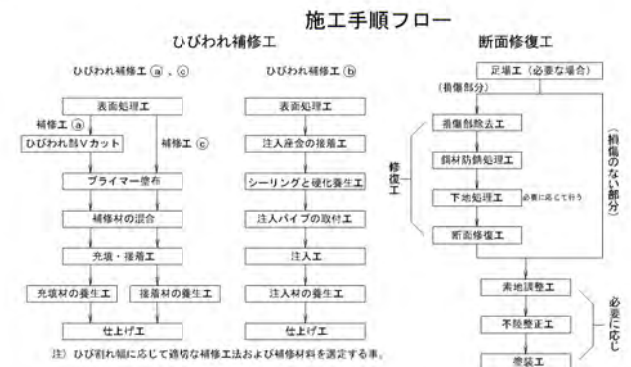 施工手順フロー
ひびわれ補修工
ひびわれ補修工 ⓐ、ⓒ
表面処理工
補修工 ⓐ
ひびわれ部Vカット
補修工 ⓒ
プライマー塗布
補修材の混合
充填・接着工
充填材の養生工
接着材の養生工
仕上げ工
ひびわれ補修工 ⓑ
表面処理工
注入座金の接着工
シーリングと硬化養生工
注入パイプの取付工
注入工
注入材の養生工
仕上げ工
注）ひび割れ幅に応じて適切な補修工法および補修材料を選定する事。
断面修復工
足場工（必要な場合）
(損傷部分)
損傷部除去工
鋼材防錆処理工
下地処理工
必要に応じて行う
断面修復工
修復工
(損傷のない部分)
素地調整工
不陸整正工
塗装工
必要に応じ